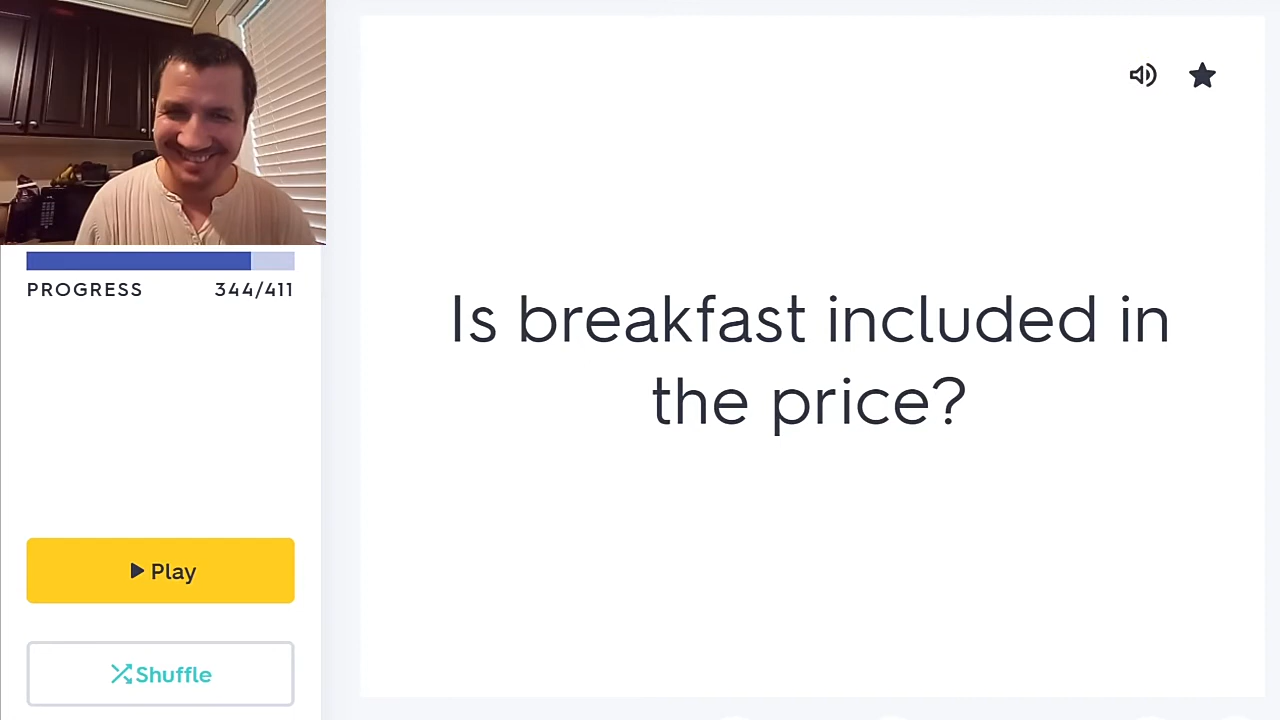 Is breakfast included in
the price?
PROGRESS 344/411
Play
Shuffle